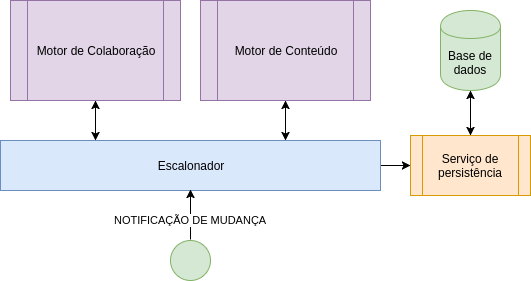 Motor de Colaboração
Motor de Conteúdo
Base de
dados
Escalonador
Serviço de
persistência
NOTIFICAÇÃO DE MUDANÇA